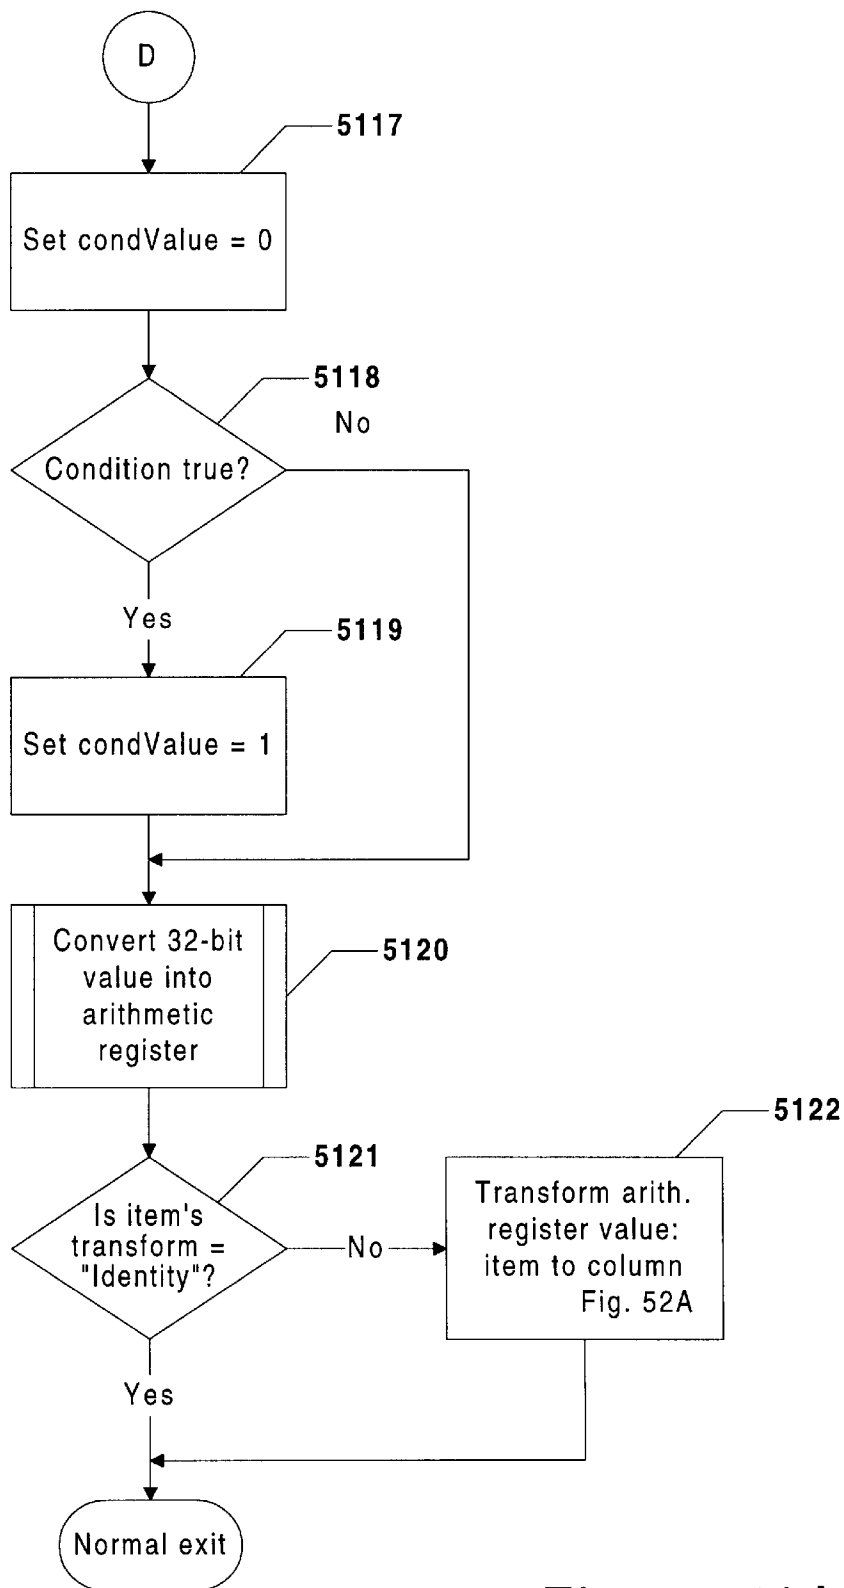 D
5117
Set condValue = 0
5118
No
Condition true?
Yes
5119
Set condValue = 1
Convert 32-bit
value into
arithmetic
register
5120
5121
5122
Is item's
transform =
"Identity"?
No
Transform arith.
register value:
item to column
Fig. 52A
Yes
Normal exit